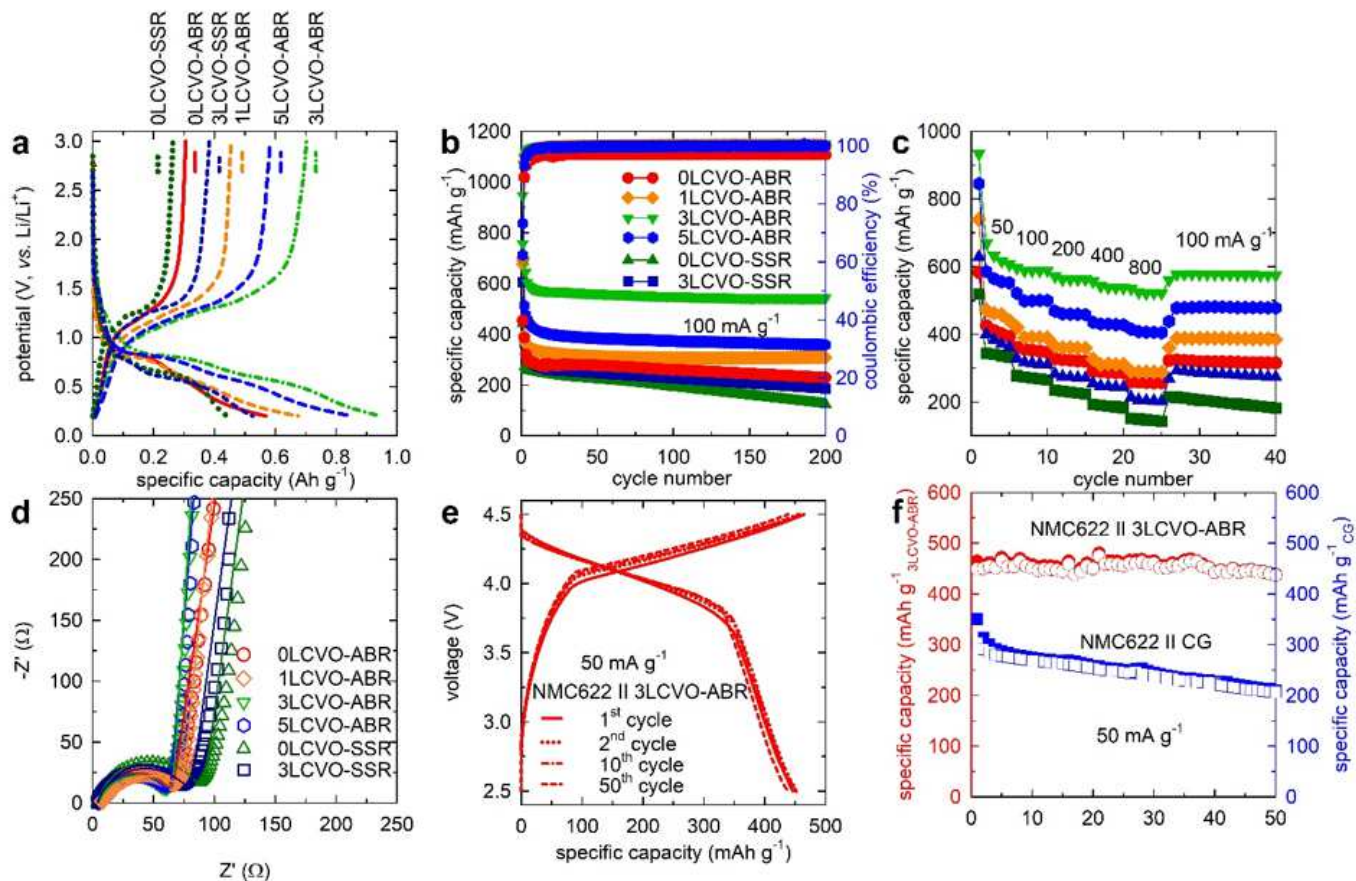 0LCVO-SSR
0LCVO-ABR
3LCVO-SSR
1LCVO-ABR
5LCVO-ABR
3LCVO-ABR
a
3.0
2.5
2.0
1.5
1.0
0.5
0.0
potential (V, vs. Li/Li⁺)
0.0 0.2 0.4 0.6 0.8 1.0
specific capacity (Ah g⁻¹)
b
1200
1000
800
600
400
200
0
specific capacity (mAh g⁻¹)
0LCVO-ABR
1LCVO-ABR
3LCVO-ABR
5LCVO-ABR
0LCVO-SSR
3LCVO-SSR
100 mA g⁻¹
100
80
60
40
20
0
coulombic efficiency (%)
0 50 100 150 200
cycle number
c
1000
800
600
400
200
specific capacity (mAh g⁻¹)
50 100 200 400 800
100 mA g⁻¹
0 10 20 30 40
cycle number
d
250
200
150
100
50
0
-Z' (Ω)
0LCVO-ABR
1LCVO-ABR
3LCVO-ABR
5LCVO-ABR
0LCVO-SSR
3LCVO-SSR
0 50 100 150 200 250
Z' (Ω)
e
4.5
4.0
3.5
3.0
2.5
voltage (V)
50 mA g⁻¹
NMC622 II 3LCVO-ABR
1st cycle
2nd cycle
10th cycle
50th cycle
0 100 200 300 400 500
specific capacity (mAh g⁻¹)
f
600
500
400
300
450
300
150
0
specific capacity (mAh g⁻¹3LCVO-ABR)
NMC622 II 3LCVO-ABR
NMC622 II CG
50 mA g⁻¹
600
500
400
300
200
100
0
specific capacity (mAh g⁻¹CG)
0 10 20 30 40 50
cycle number